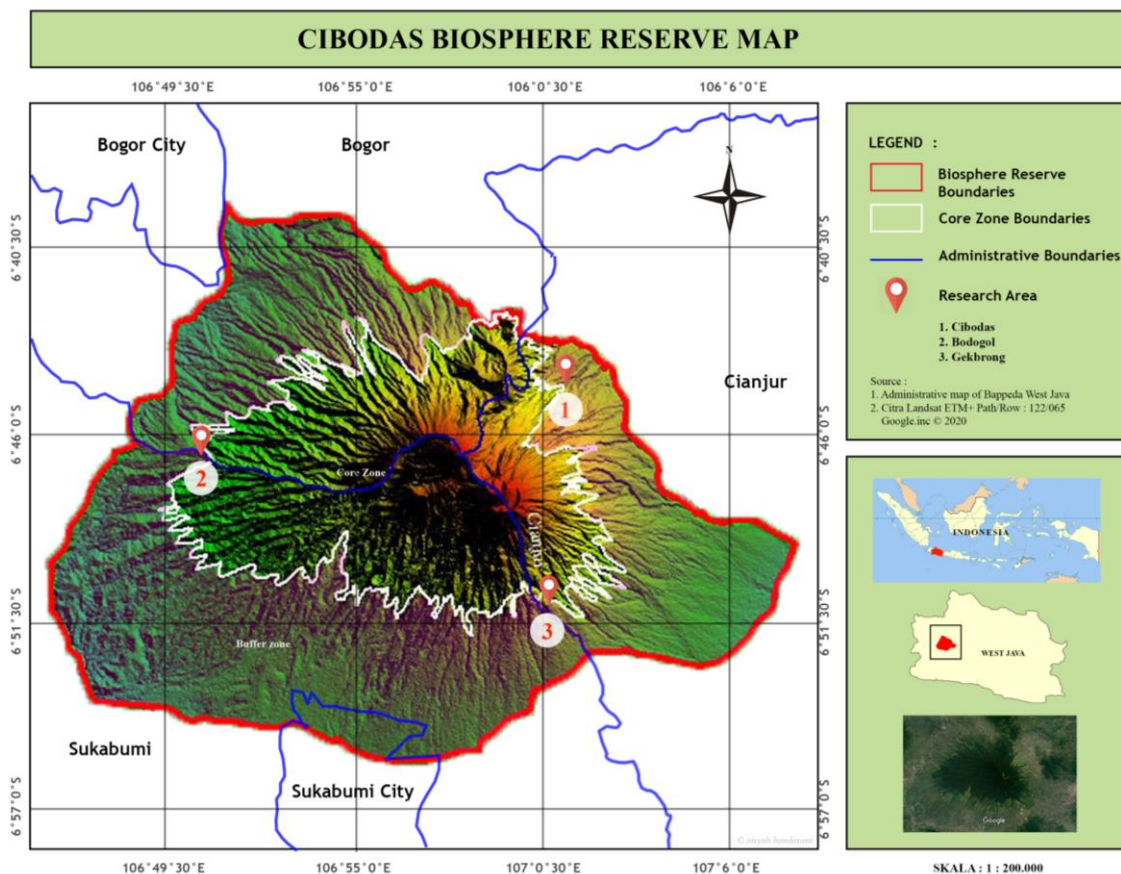 CIBODAS BIOSPHERE RESERVE MAP
106°49'30"E
106°55'0"E
106°0'30"E
106°6'0"E
Bogor City
Bogor
N
6°40'30"S
6°40'30"S
Cianjur
1
6°46'0"S
6°46'0"S
2
Core Zone
Cianjur
6°51'30"S
6°51'30"S
3
Buffer zone
Sukabumi
Sukabumi City
6°57'0"S
6°57'0"S
106°49'30"E
106°55'0"E
107°0'30"E
107°6'0"E
LEGEND :
Biosphere Reserve
Boundaries
Core Zone Boundaries
Administrative Boundaries
Research Area
1. Cibodas
2. Bodogol
3. Gekbrong
Source :
1. Administrative map of Bappeda West Java
2. Citra Landsat ETM+ Path/Row : 122/065
Google.inc © 2020
INDONESIA
WEST JAVA
Google
SKALA : 1 : 200.000